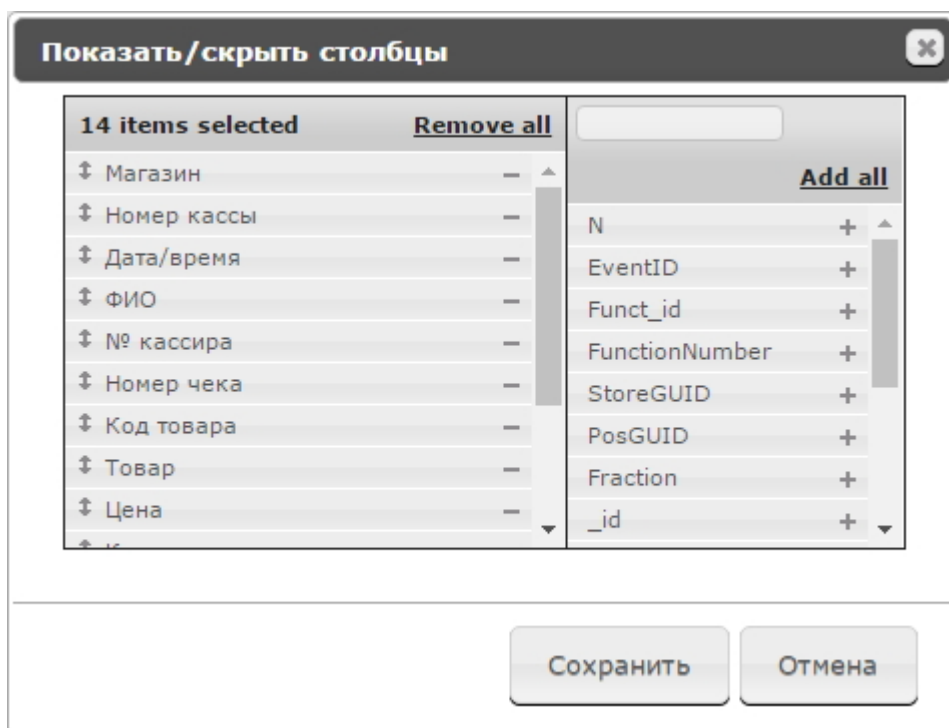 Показать/скрыть столбцы
14 items selected Remove all
Магазин
Номер кассы
Дата/время
ФИО
№ кассира
Номер чека
Код товара
Товар
Цена
Add all
N
EventID
Funct_id
FunctionNumber
StoreGUID
PosGUID
Fraction
_id
Сохранить Отмена